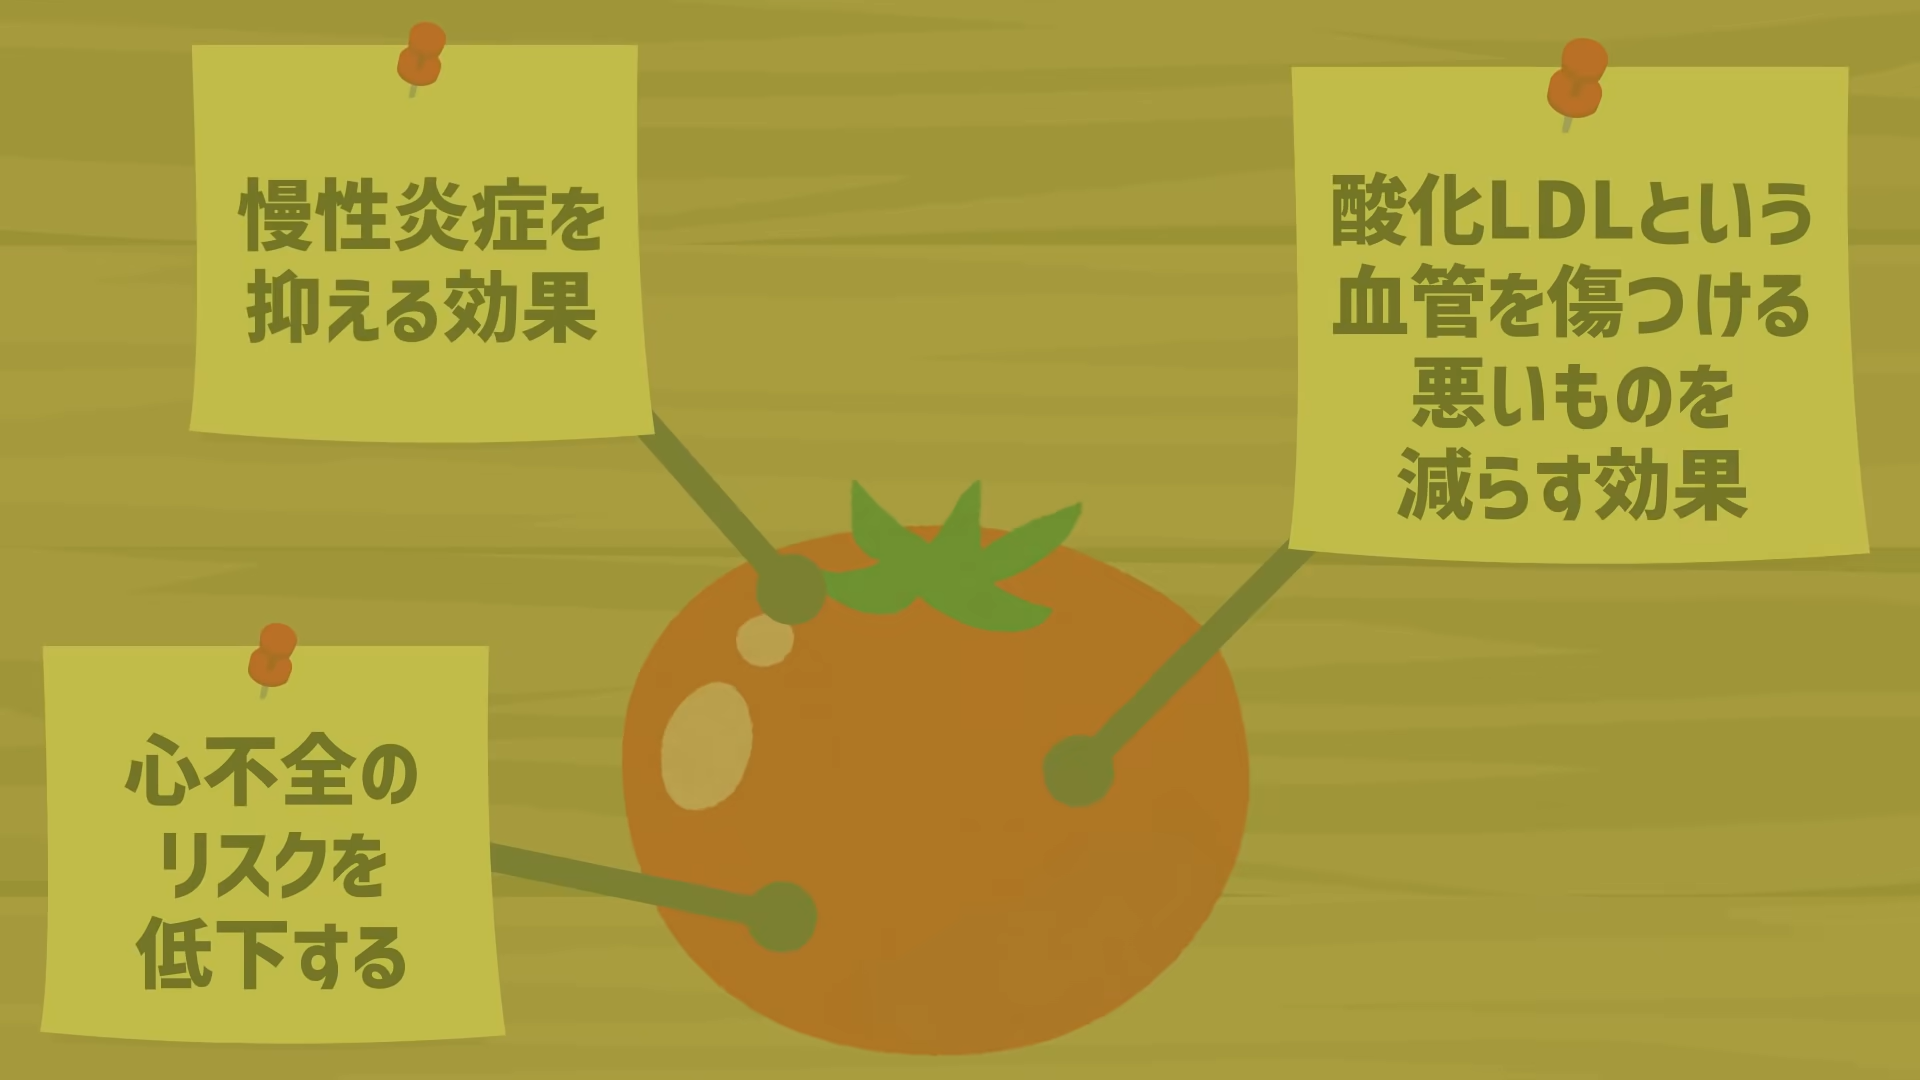 慢性炎症を
抑える効果
酸化LDLという
血管を傷つける
悪いものを
減らす効果
心不全の
リスクを
低下する